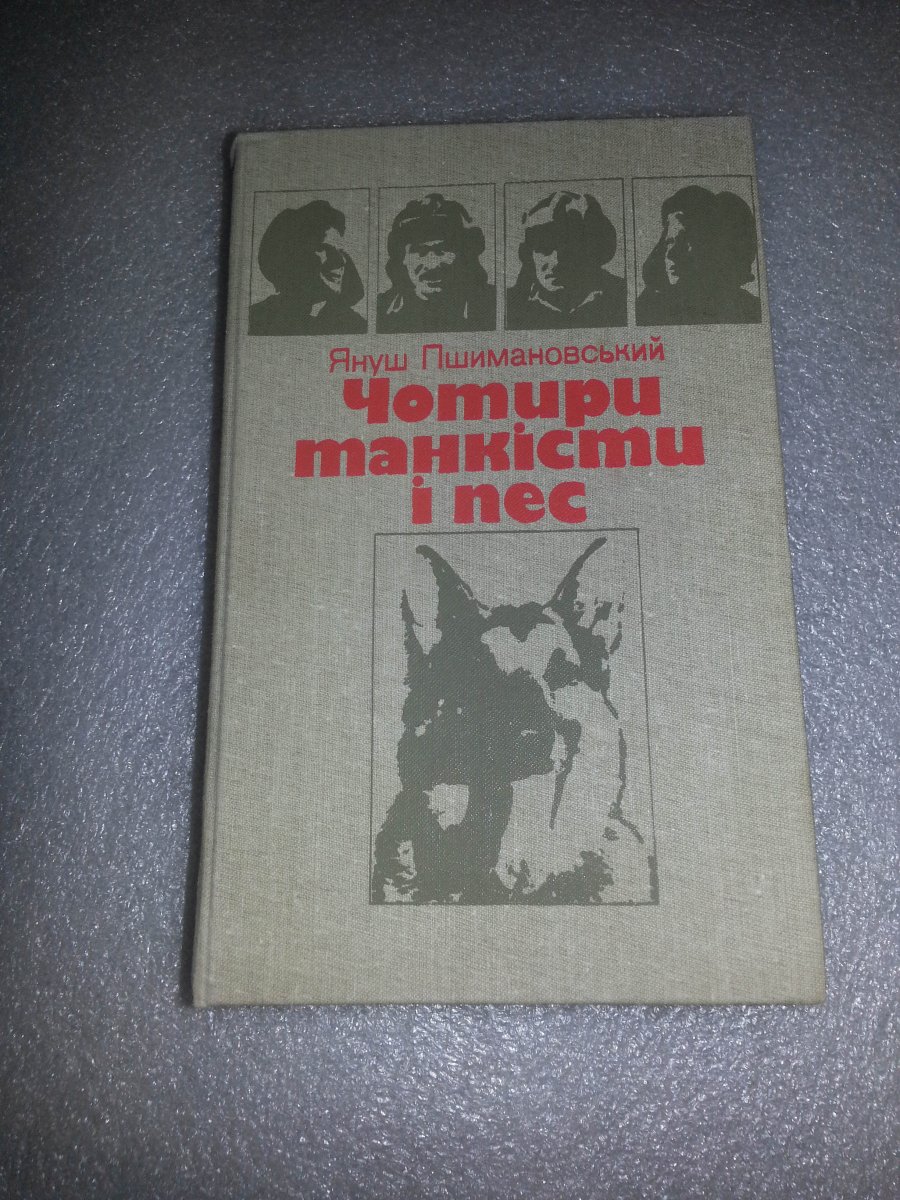 Януш Пшимановський
Чотири
танкісти
і пес